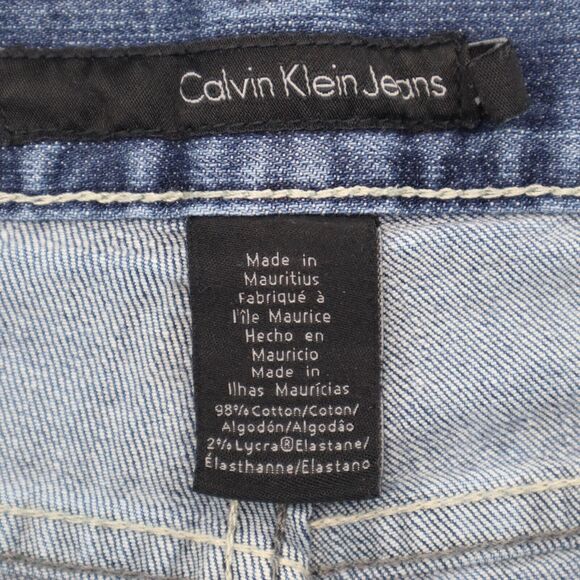 Calvin Klein Jeans
Made in
Mauritius
Fabriqué à
l'île Maurice
Hecho en
Mauricio
Made in
Ilhas Maurícias
98% Cotton/Coton/
Algodón/Algodão
2% Lycra® Elastane/
Élasthanne/Elastano